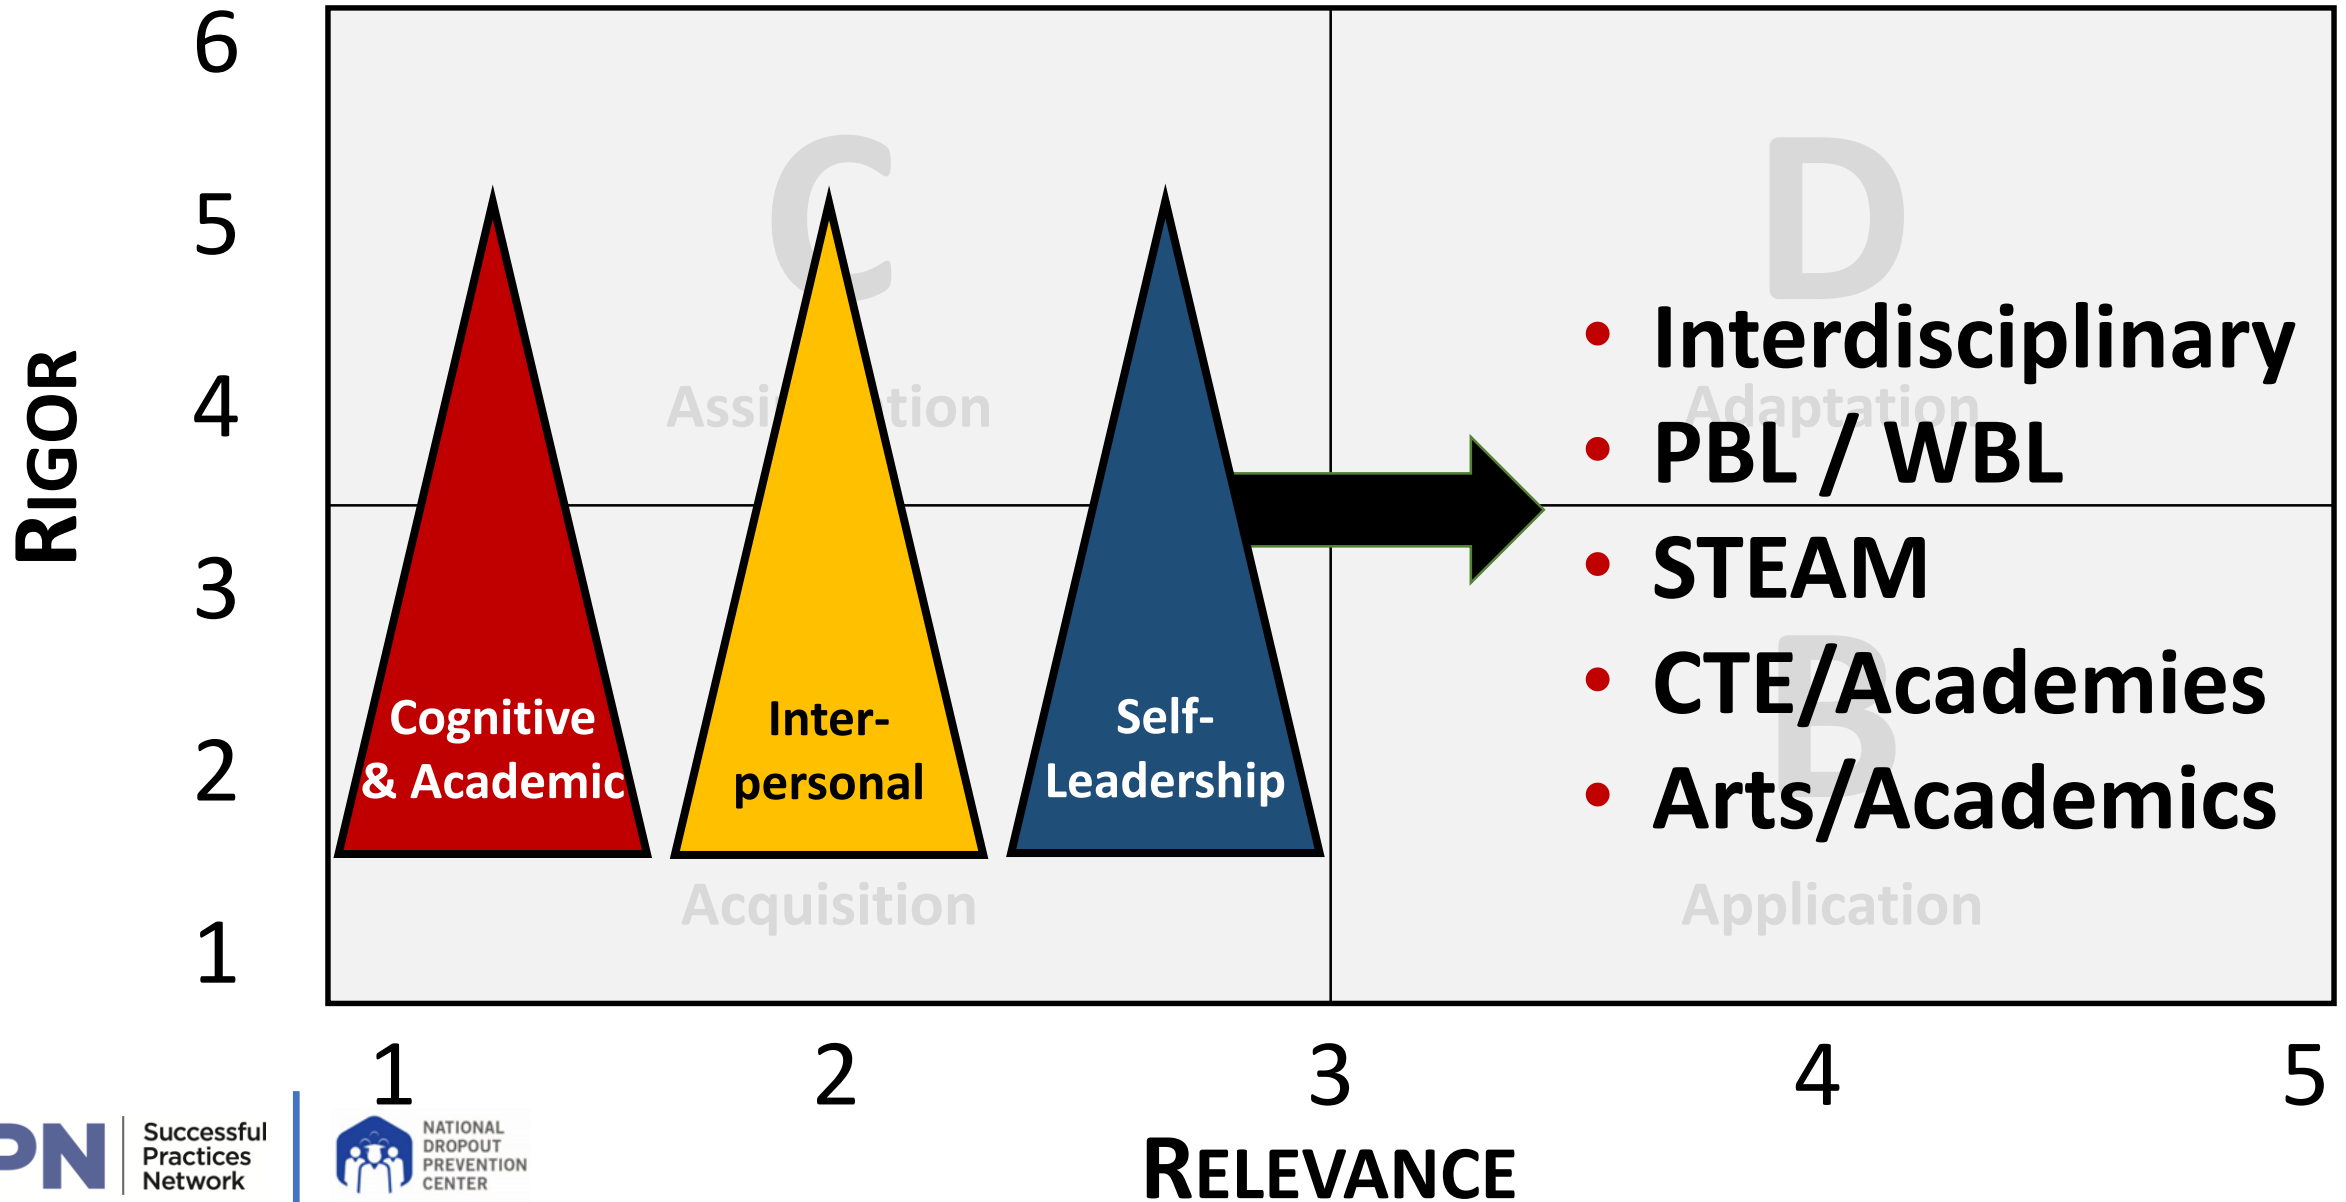 6
5
4
3
2
1
RIGOR
C
D
B
Adaptation
Acquisition
Application
Cognitive
& Academic
Inter-
personal
Self-
Leadership
• Interdisciplinary
• PBL / WBL
• STEAM
• CTE/Academies
• Arts/Academics
1
2
3
4
5
RELEVANCE
PN
Successful
Practices
Network
NATIONAL
DROPOUT
PREVENTION
CENTER